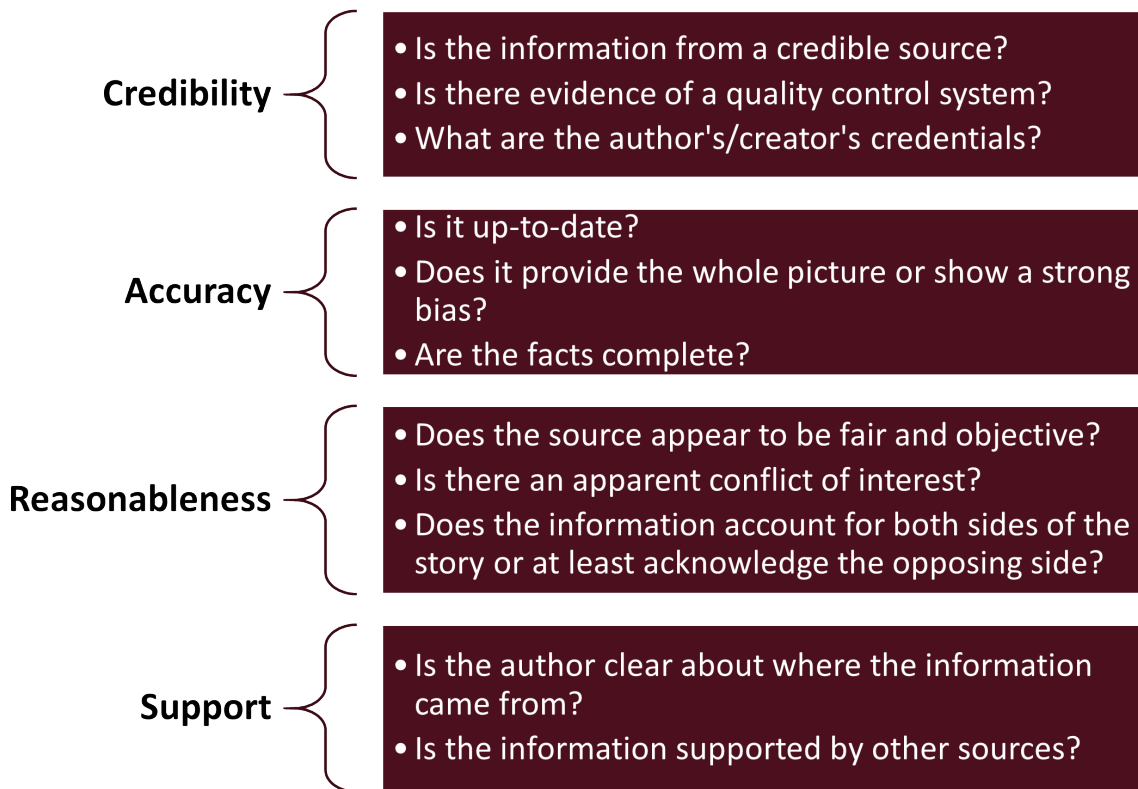 Credibility
• Is the information from a credible source?
• Is there evidence of a quality control system?
• What are the author's/creator's credentials?
Accuracy
• Is it up-to-date?
• Does it provide the whole picture or show a strong
bias?
• Are the facts complete?
Reasonableness
• Does the source appear to be fair and objective?
• Is there an apparent conflict of interest?
• Does the information account for both sides of the
story or at least acknowledge the opposing side?
Support
• Is the author clear about where the information
came from?
• Is the information supported by other sources?